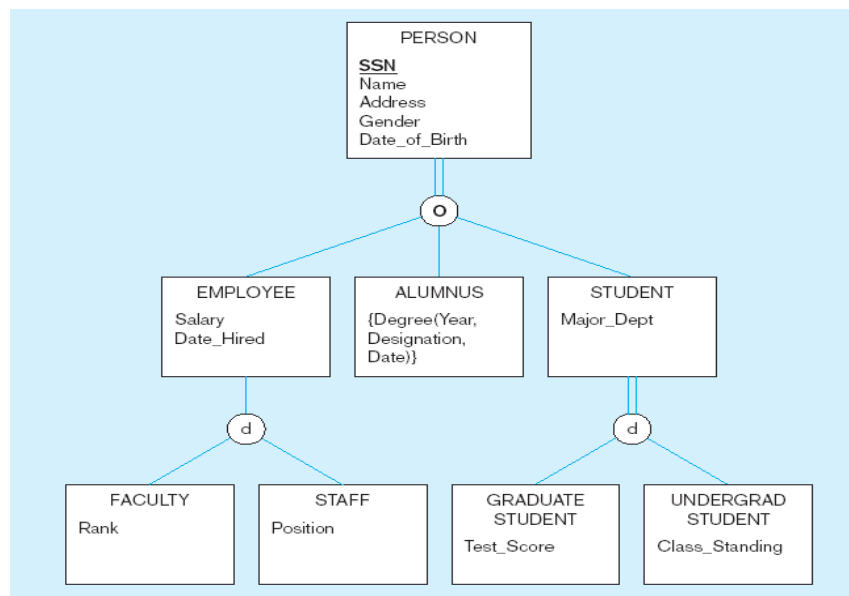 PERSON
SSN
Name
Address
Gender
Date_of_Birth
O
EMPLOYEE
Salary
Date_Hired
ALUMNUS
{Degree(Year,
Designation,
Date)}
STUDENT
Major_Dept
d
d
FACULTY
Rank
STAFF
Position
GRADUATE
STUDENT
Test_Score
UNDERGRAD
STUDENT
Class_Standing